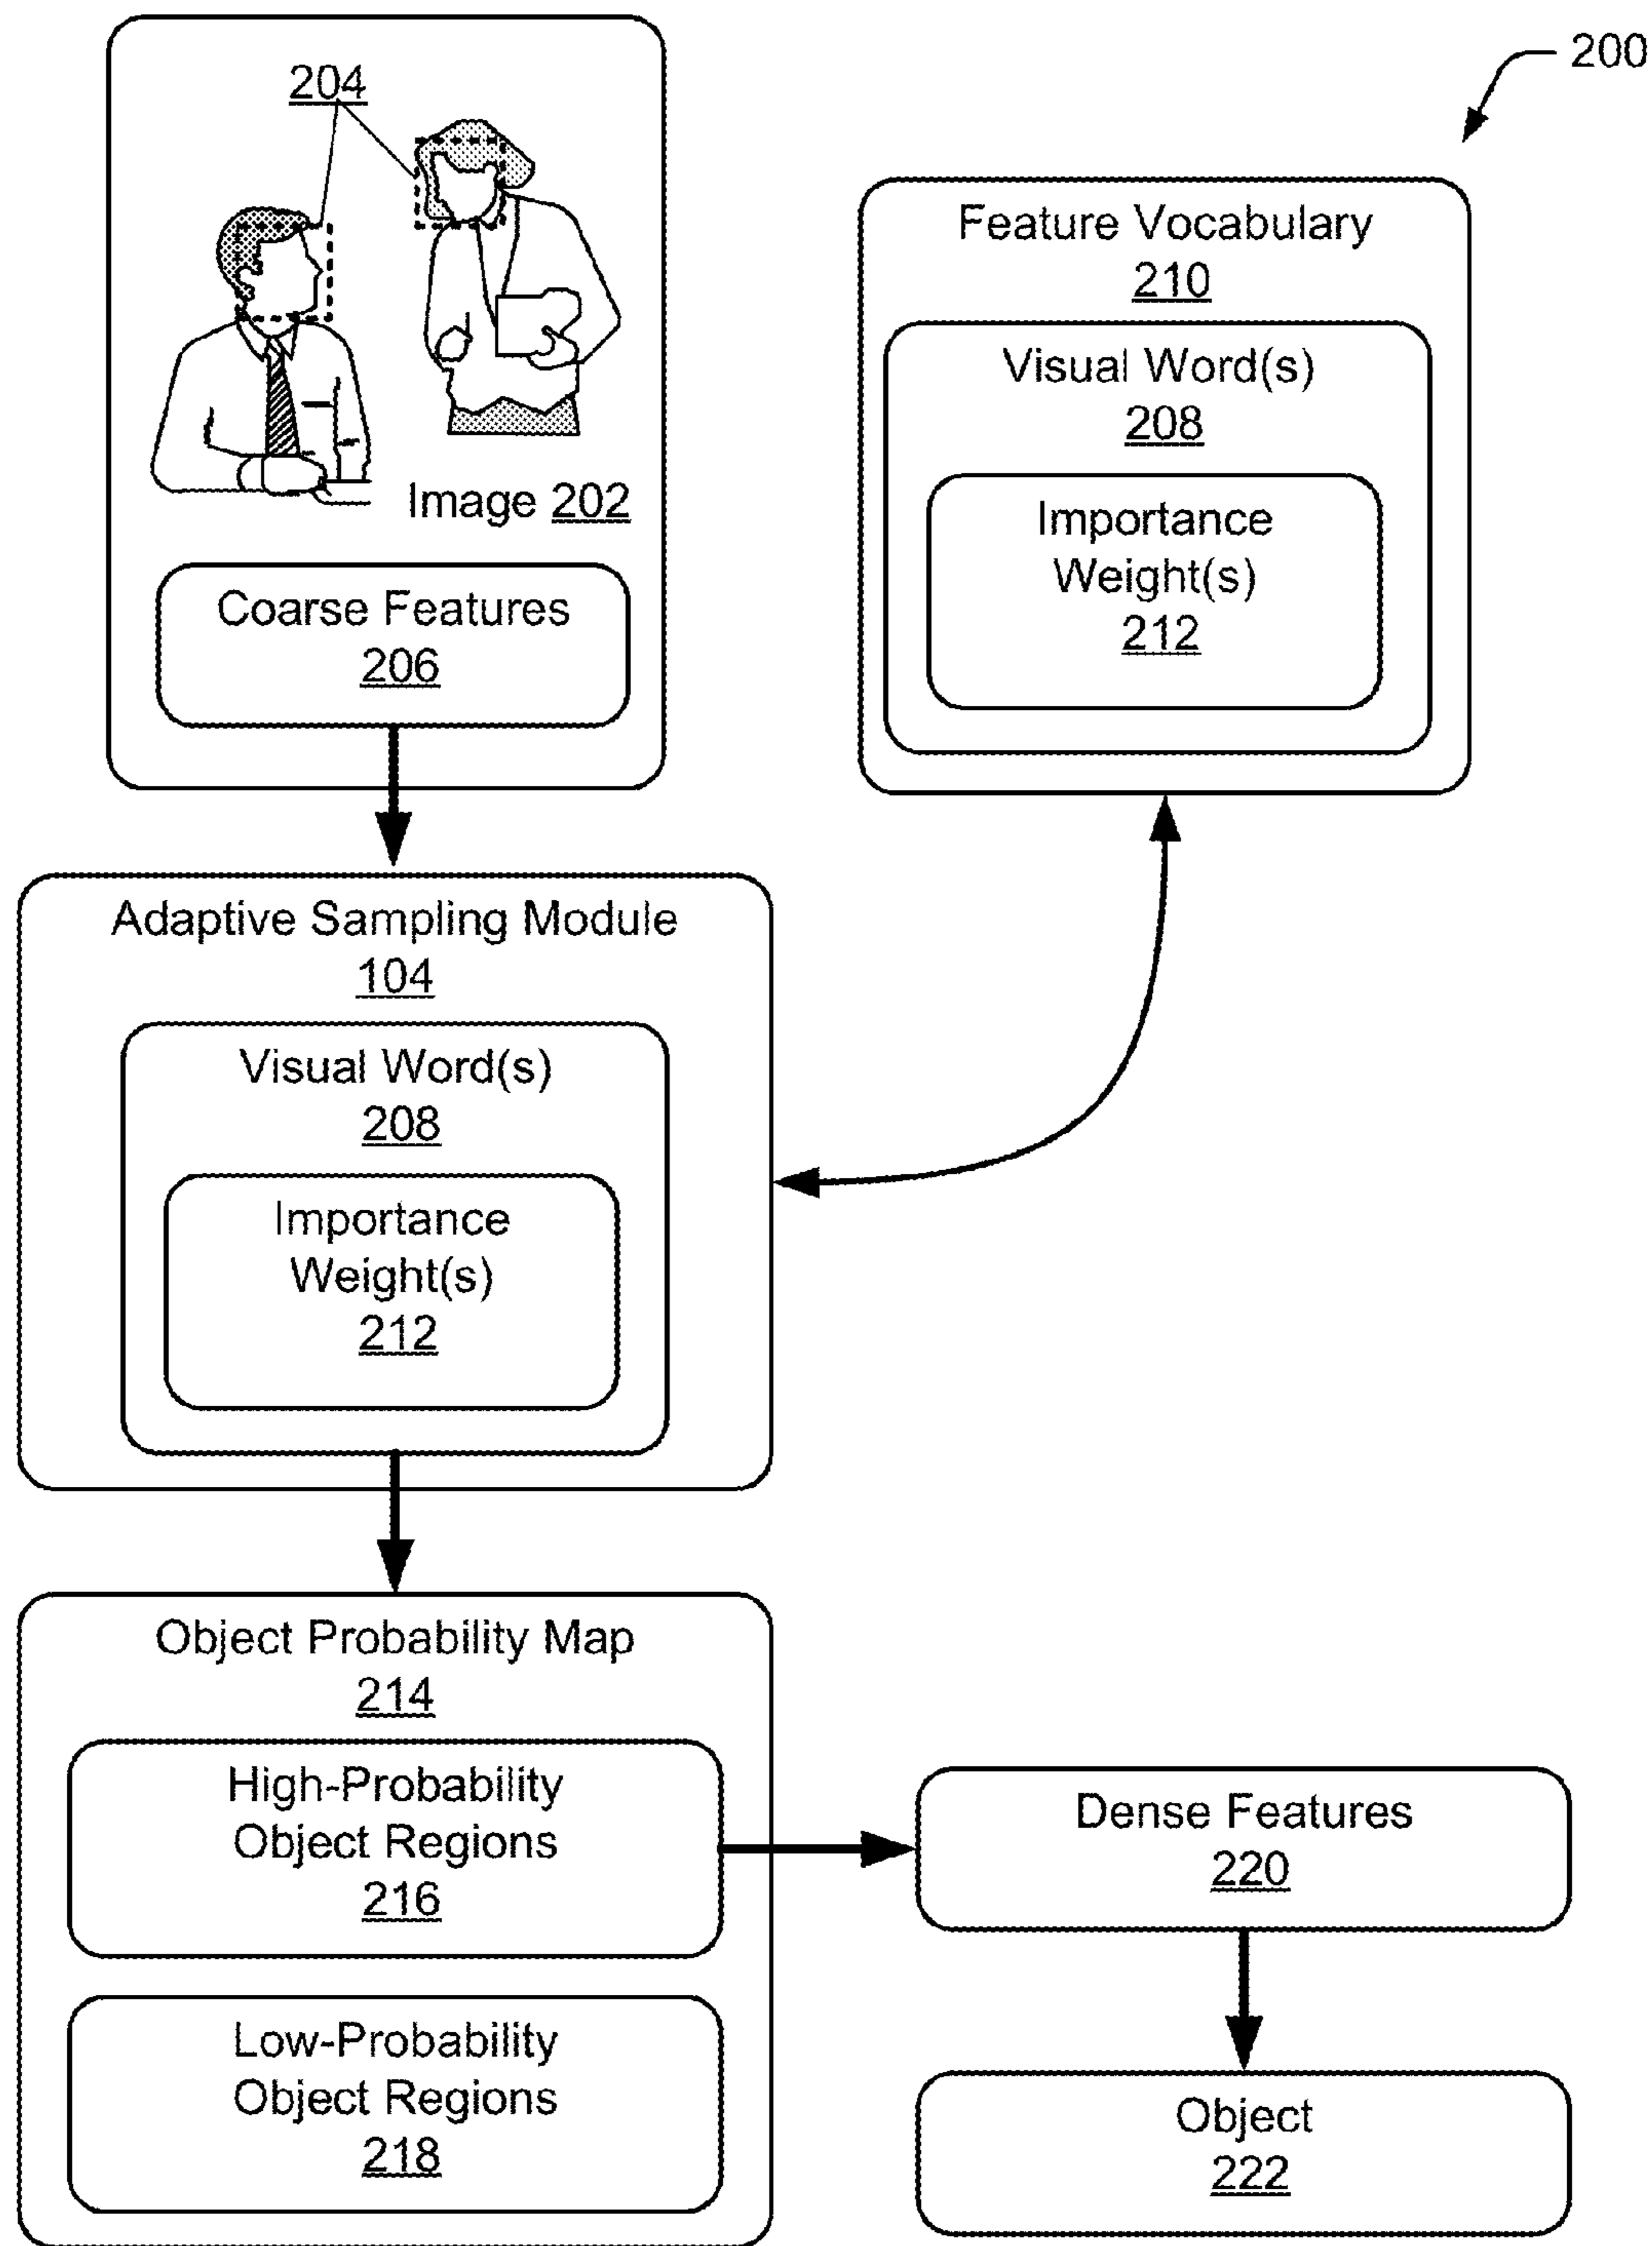 200
204
Image 202
Coarse Features
206
Feature Vocabulary
210
Visual Word(s)
208
Importance
Weight(s)
212
Adaptive Sampling Module
104
Visual Word(s)
208
Importance
Weight(s)
212
Object Probability Map
214
High-Probability
Object Regions
216
Low-Probability
Object Regions
218
Dense Features
220
Object
222